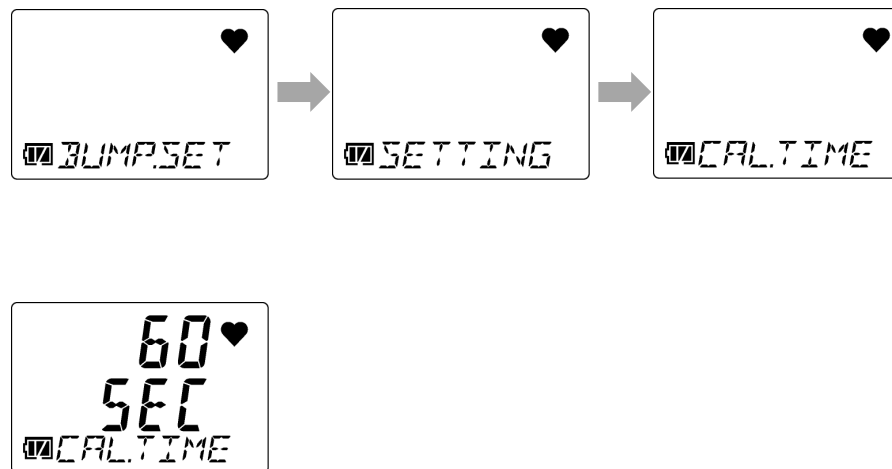 BUMP.SET
SETTING
CAL.TIME
60
SEC
CAL.TIME